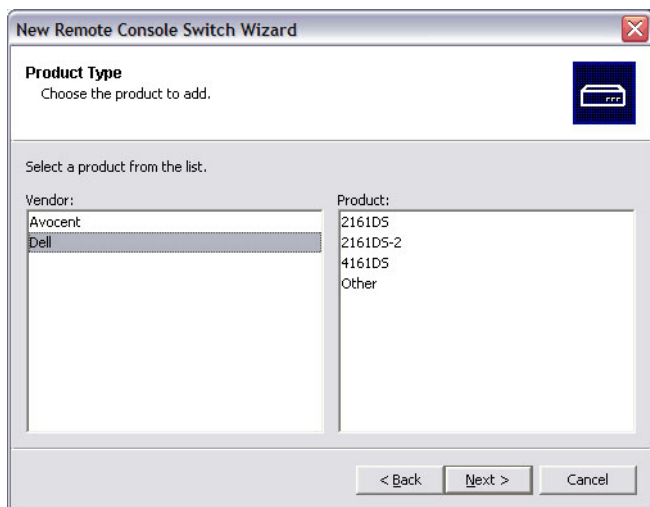 New Remote Console Switch Wizard
Product Type
Choose the product to add.
Select a product from the list.
Vendor:
Avocent
Dell
Product:
2161DS
2161DS-2
4161DS
Other
< Back
Next >
Cancel